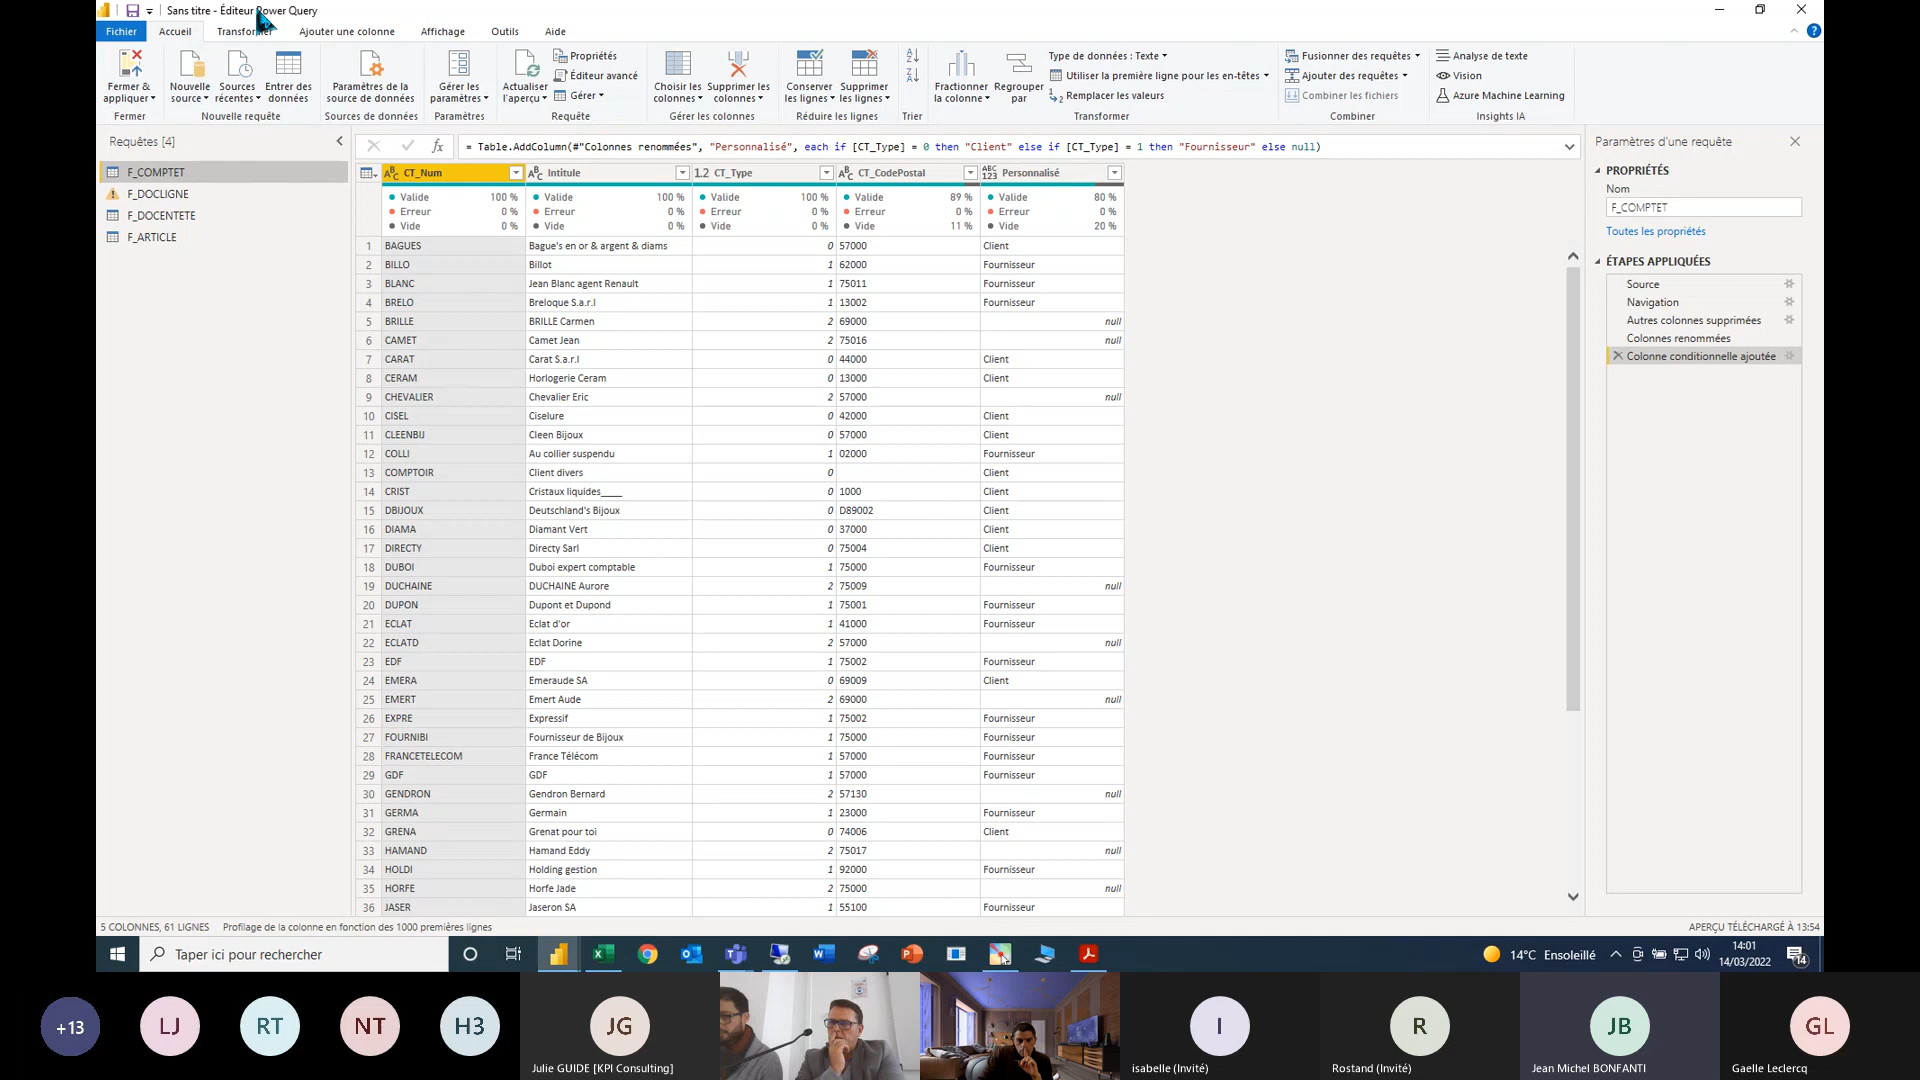 Sans titre - Éditeur Power Query
Fichier
Accueil
Transformer
Ajouter une colonne
Affichage
Outils
Aide
Fermer & appliquer
Nouvelle source
Sources récentes
Entrer des données
Paramètres de la source de données
Gérer les paramètres
Actualiser l'aperçu
Propriétés
Éditeur avancé
Gérer
Choisir les colonnes
Supprimer les colonnes
Conserver les lignes
Supprimer les lignes
Fractionner la colonne
Regrouper par
Type de données : Texte
Utiliser la première ligne pour les en-têtes
Remplacer les valeurs
Fusionner des requêtes
Ajouter des requêtes
Combiner les fichiers
Analyse de texte
Vision
Azure Machine Learning
Fermer
Nouvelle requête
Sources de données
Paramètres
Requête
Gérer les colonnes
Réduire les lignes
Trier
Transformer
Combiner
Insights IA
Requêtes [4]
F_COMPTET
F_DOCLIGNE
F_DOCENTETE
F_ARTICLE
= Table.AddColumn(#"Colonnes renommées", "Personnalisé", each if [CT_Type] = 0 then "Client" else if [CT_Type] = 1 then "Fournisseur" else null)
CT_Num Intitule 1.2 CT_Type CT_CodePostal ABC 123 Personnalisé
Valide 100 % Valide 100 % Valide 100 % Valide 89 % Valide 80 %
Erreur 0 % Erreur 0 % Erreur 0 % Erreur 0 % Erreur 0 %
Vide 0 % Vide 0 % Vide 0 % Vide 11 % Vide 20 %
1 BAGUES Bague's en or & argent & diams 0 57000 Client
2 BILLO Billot 1 62000 Fournisseur
3 BLANC Jean Blanc agent Renault 1 75011 Fournisseur
4 BRELO Breloque S.a.r.l 1 13002 Fournisseur
5 BRILLE BRILLE Carmen 2 69000 null
6 CAMET Camet Jean 2 75016 null
7 CARAT Carat S.a.r.l 0 44000 Client
8 CERAM Horlogerie Ceram 0 13000 Client
9 CHEVALIER Chevalier Eric 2 57000 null
10 CISEL Ciselure 0 42000 Client
11 CLEENBIJ Cleen Bijoux 0 57000 Client
12 COLLI Au collier suspendu 1 02000 Fournisseur
13 COMPTOIR Client divers 0 Client
14 CRIST Cristaux liquides____ 0 1000 Client
15 DBIJOUX Deutschland's Bijoux 0 D89002 Client
16 DIAMA Diamant Vert 0 37000 Client
17 DIRECTY Directy Sarl 0 75004 Client
18 DUBOI Duboi expert comptable 1 75000 Fournisseur
19 DUCHAINE DUCHAINE Aurore 2 75009 null
20 DUPON Dupont et Dupond 1 75001 Fournisseur
21 ECLAT Eclat d'or 1 41000 Fournisseur
22 ECLATD Eclat Dorine 2 57000 null
23 EDF EDF 1 75002 Fournisseur
24 EMERA Emeraude SA 0 69009 Client
25 EMERT Emert Aude 2 69000 null
26 EXPRE Expressif 1 75002 Fournisseur
27 FOURNIBI Fournisseur de Bijoux 1 75000 Fournisseur
28 FRANCETELECOM France Télécom 1 57000 Fournisseur
29 GDF GDF 1 57000 Fournisseur
30 GENDRON Gendron Bernard 2 57130 null
31 GERMA Germain 1 23000 Fournisseur
32 GRENA Grenat pour toi 0 74006 Client
33 HAMAND Hamand Eddy 2 75017 null
34 HOLDI Holding gestion 1 92000 Fournisseur
35 HORFE Horfe Jade 2 75000 null
36 JASER Jaseron SA 1 55100 Fournisseur
Paramètres d'une requête
PROPRIÉTÉS
Nom
F_COMPTET
Toutes les propriétés
ÉTAPES APPLIQUÉES
Source
Navigation
Autres colonnes supprimées
Colonnes renommées
Colonne conditionnelle ajoutée
5 COLONNES, 61 LIGNES Profilage de la colonne en fonction des 1000 premières lignes
APERÇU TÉLÉCHARGÉ À 13:54
Taper ici pour rechercher
14°C Ensoleillé
14:01
14/03/2022
14
+13
LJ
RT
NT
H3
JG
Julie GUIDE [KPI Consulting]
I
isabelle (Invité)
R
Rostand (Invité)
JB
Jean Michel BONFANTI
GL
Gaelle Leclercq